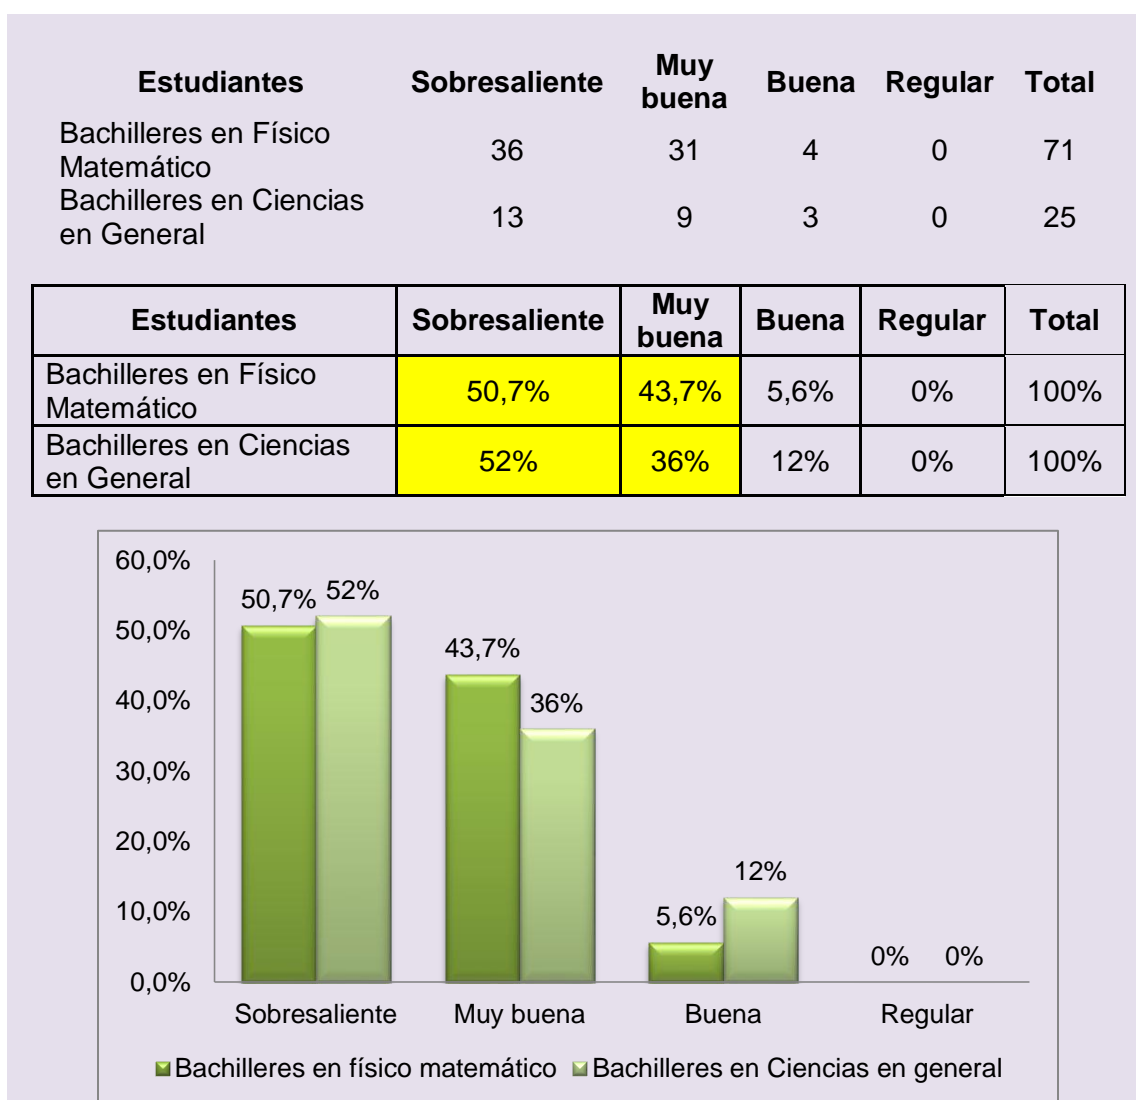 Estudiantes Sobresaliente Muy buena Buena Regular Total
Bachilleres en Físico Matemático 36 31 4 0 71
Bachilleres en Ciencias en General 13 9 3 0 25
Estudiantes Sobresaliente Muy buena Buena Regular Total
Bachilleres en Físico Matemático 50,7% 43,7% 5,6% 0% 100%
Bachilleres en Ciencias en General 52% 36% 12% 0% 100%
60,0%
50,0%
40,0%
30,0%
20,0%
10,0%
0,0%
50,7% 52%
43,7%
36%
5,6%
12%
0% 0%
Sobresaliente Muy buena Buena Regular
Bachilleres en físico matemático Bachilleres en Ciencias en general